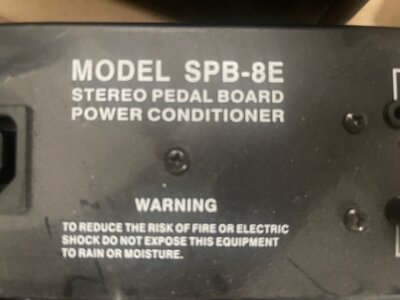 MODEL SPB-8E
STEREO PEDAL BOARD
POWER CONDITIONER
WARNING
TO REDUCE THE RISK OF FIRE OR ELECTRIC
SHOCK DO NOT EXPOSE THIS EQUIPMENT
TO RAIN OR MOISTURE.